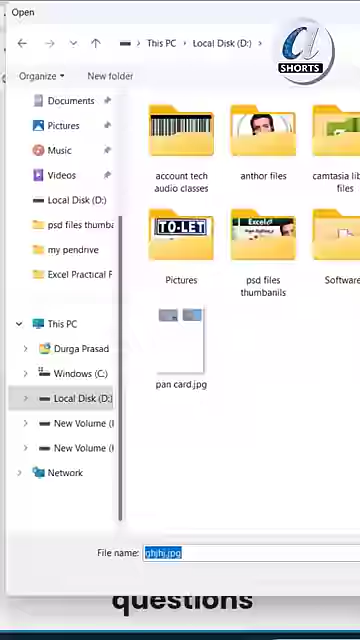 Open
This PC
Local Disk (D:)
SHORTS
Organize
New folder
Documents
Pictures
Music
Videos
Local Disk (D:)
psd files thumba
my pendrive
Excel Practical F
This PC
Durga Prasad
Windows (C:)
Local Disk (D:)
New Volume (
New Volume (
Network
account tech
audio classes
anthor files
camtasia lib
files
TO-LET
Excel
Pictures
psd files
thumbanils
Software
pan card.jpg
File name:
ghjhj.jpg
questions